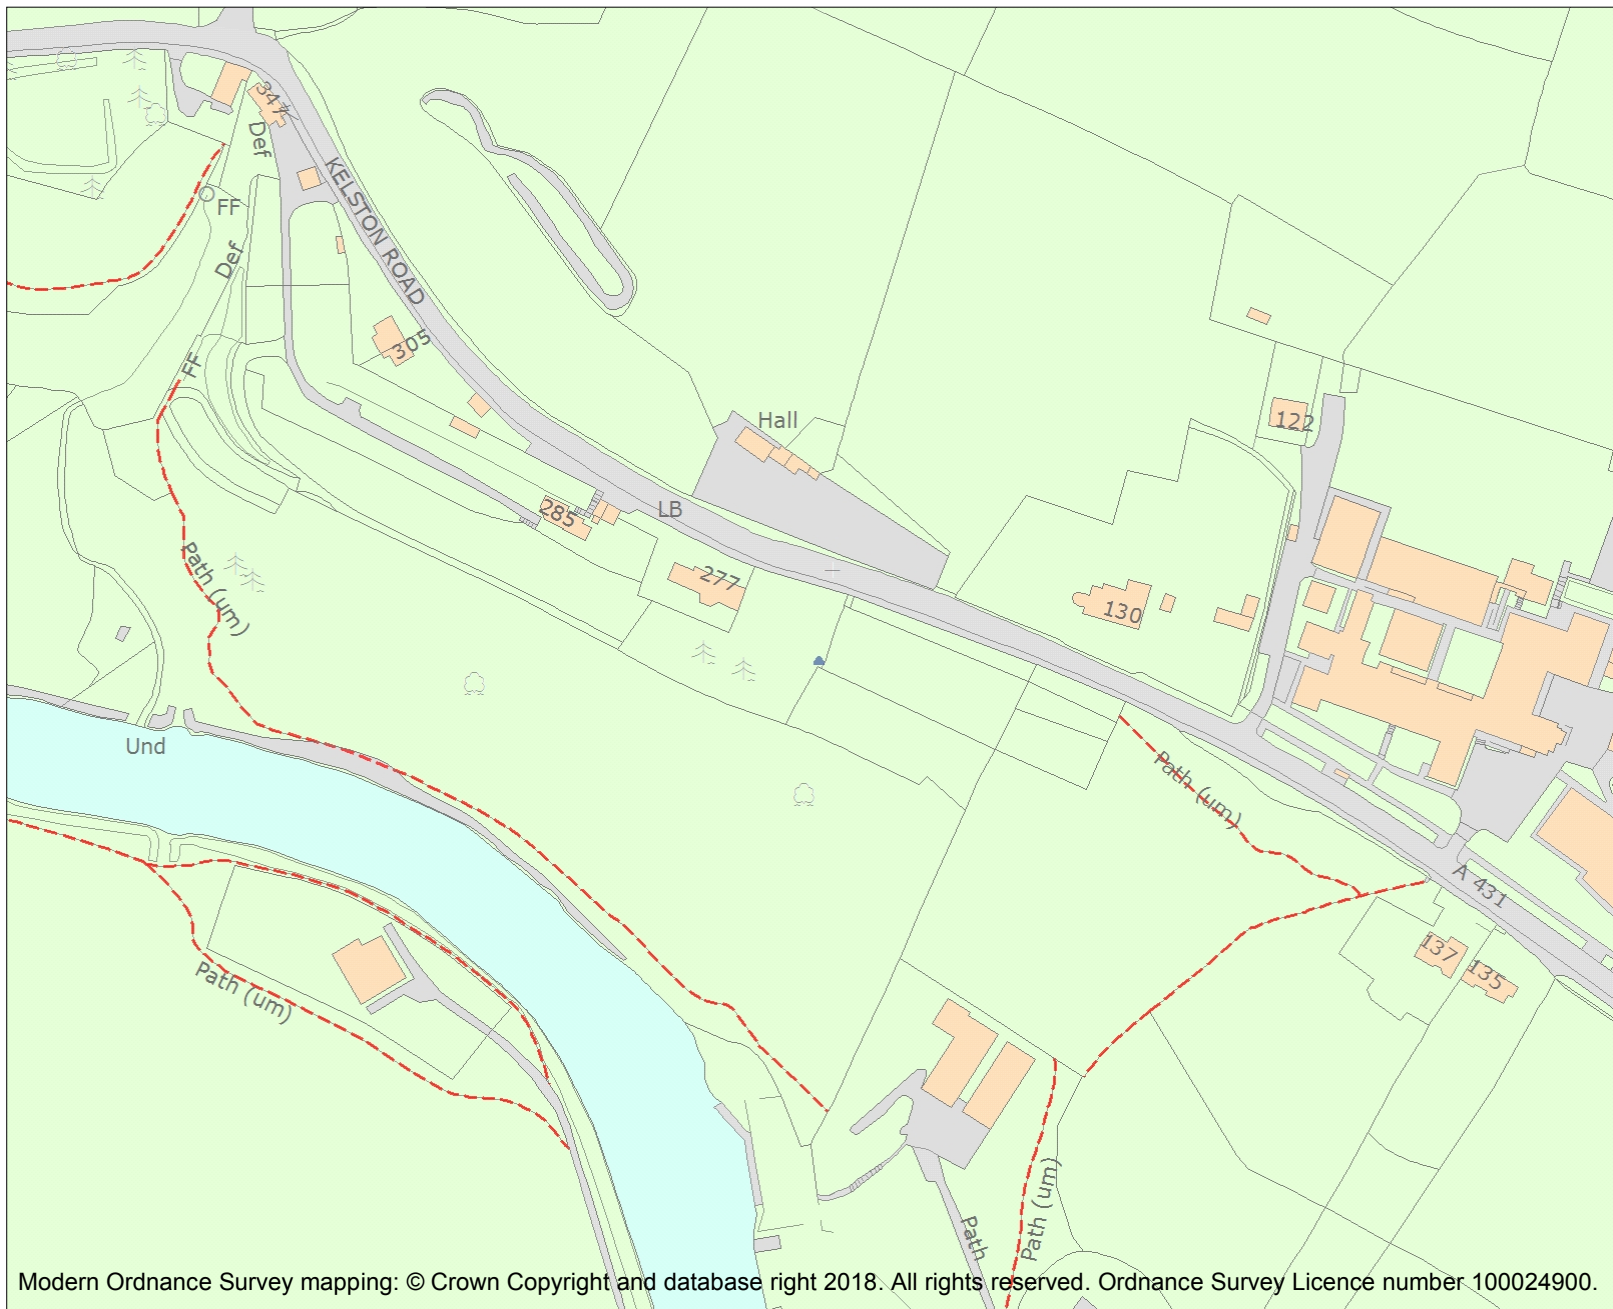 347
Def
KELSTON ROAD
FF
Def
305
FF
Hall
122
285
LB
277
130
Path (um)
Und
Path (um)
A 431
137
135
Path (um)
Path (um)
Path
Modern Ordnance Survey mapping: © Crown Copyright and database right 2018. All rights reserved. Ordnance Survey Licence number 100024900.